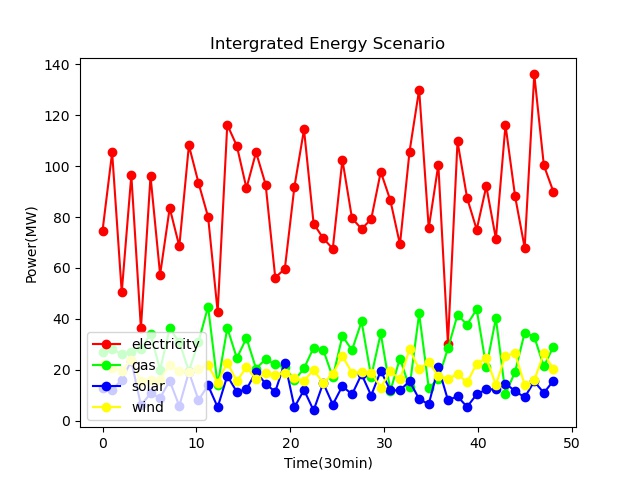 Intergrated Energy Scenario
Power(MW)
140
120
100
80
60
40
20
0
electricity
gas
solar
wind
0 10 20 30 40 50
Time(30min)